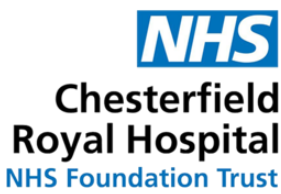 NHS
Chesterfield
Royal Hospital
NHS Foundation Trust